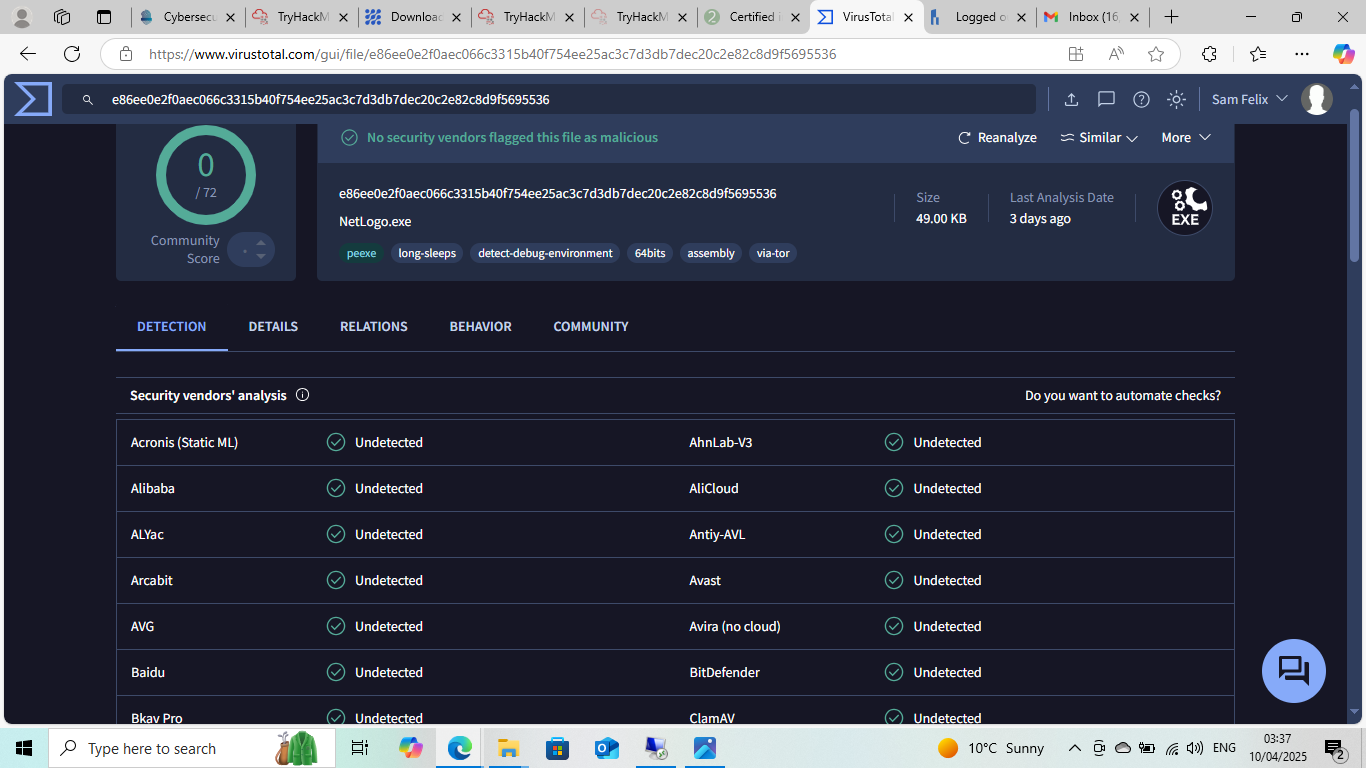 Cybersecu
TryHackM
Downloac
TryHackM
TryHackM
Certified i
VirusTotal
Logged o
Inbox (16,
https://www.virustotal.com/gui/file/e86ee0e2f0aec066c3315b40f754ee25ac3c7d3db7dec20c2e82c8d9f5695536
e86ee0e2f0aec066c3315b40f754ee25ac3c7d3db7dec20c2e82c8d9f5695536
Sam Felix
0
/ 72
Community
Score
No security vendors flagged this file as malicious
Reanalyze
Similar
More
e86ee0e2f0aec066c3315b40f754ee25ac3c7d3db7dec20c2e82c8d9f5695536
NetLogo.exe
peexe long-sleeps detect-debug-environment 64bits assembly via-tor
Size
49.00 KB
Last Analysis Date
3 days ago
EXE
DETECTION DETAILS RELATIONS BEHAVIOR COMMUNITY
Security vendors' analysis
Do you want to automate checks?
Acronis (Static ML) Undetected AhnLab-V3 Undetected
Alibaba Undetected AliCloud Undetected
ALYac Undetected Antiy-AVL Undetected
Arcabit Undetected Avast Undetected
AVG Undetected Avira (no cloud) Undetected
Baidu Undetected BitDefender Undetected
Bkav Pro Undetected ClamAV Undetected
Type here to search
10°C Sunny
ENG
03:37
10/04/2025
2